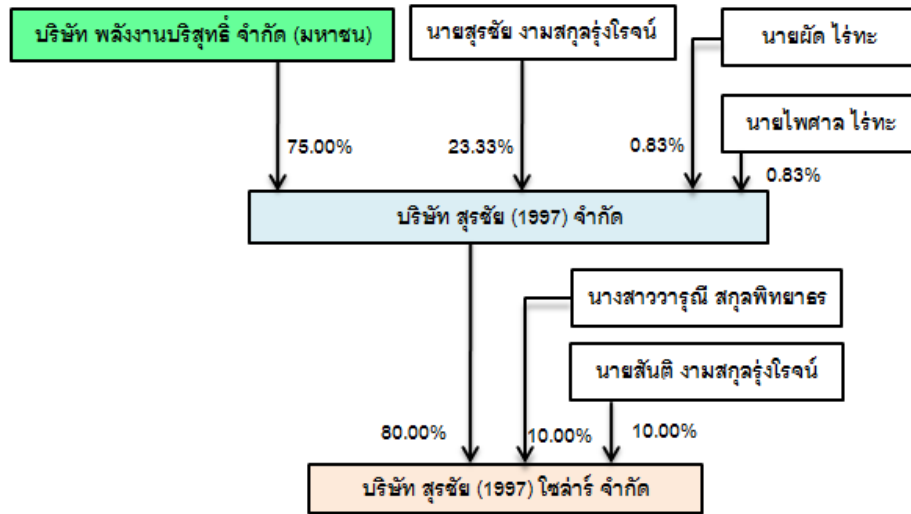 บริษัท พลังงานบริสุทธิ์ จำกัด (มหาชน)
นายสุรชัย งามสกุลรุ่งโรจน์
นายผัด ไร่ทะ
นายไพศาล ไร่ทะ
75.00%
23.33%
0.83%
0.83%
บริษัท สุรชัย (1997) จำกัด
นางสาววารุณี สกุลพิทยาธร
นายสันติ งามสกุลรุ่งโรจน์
80.00%
10.00%
10.00%
บริษัท สุรชัย (1997) โซล่าร์ จำกัด